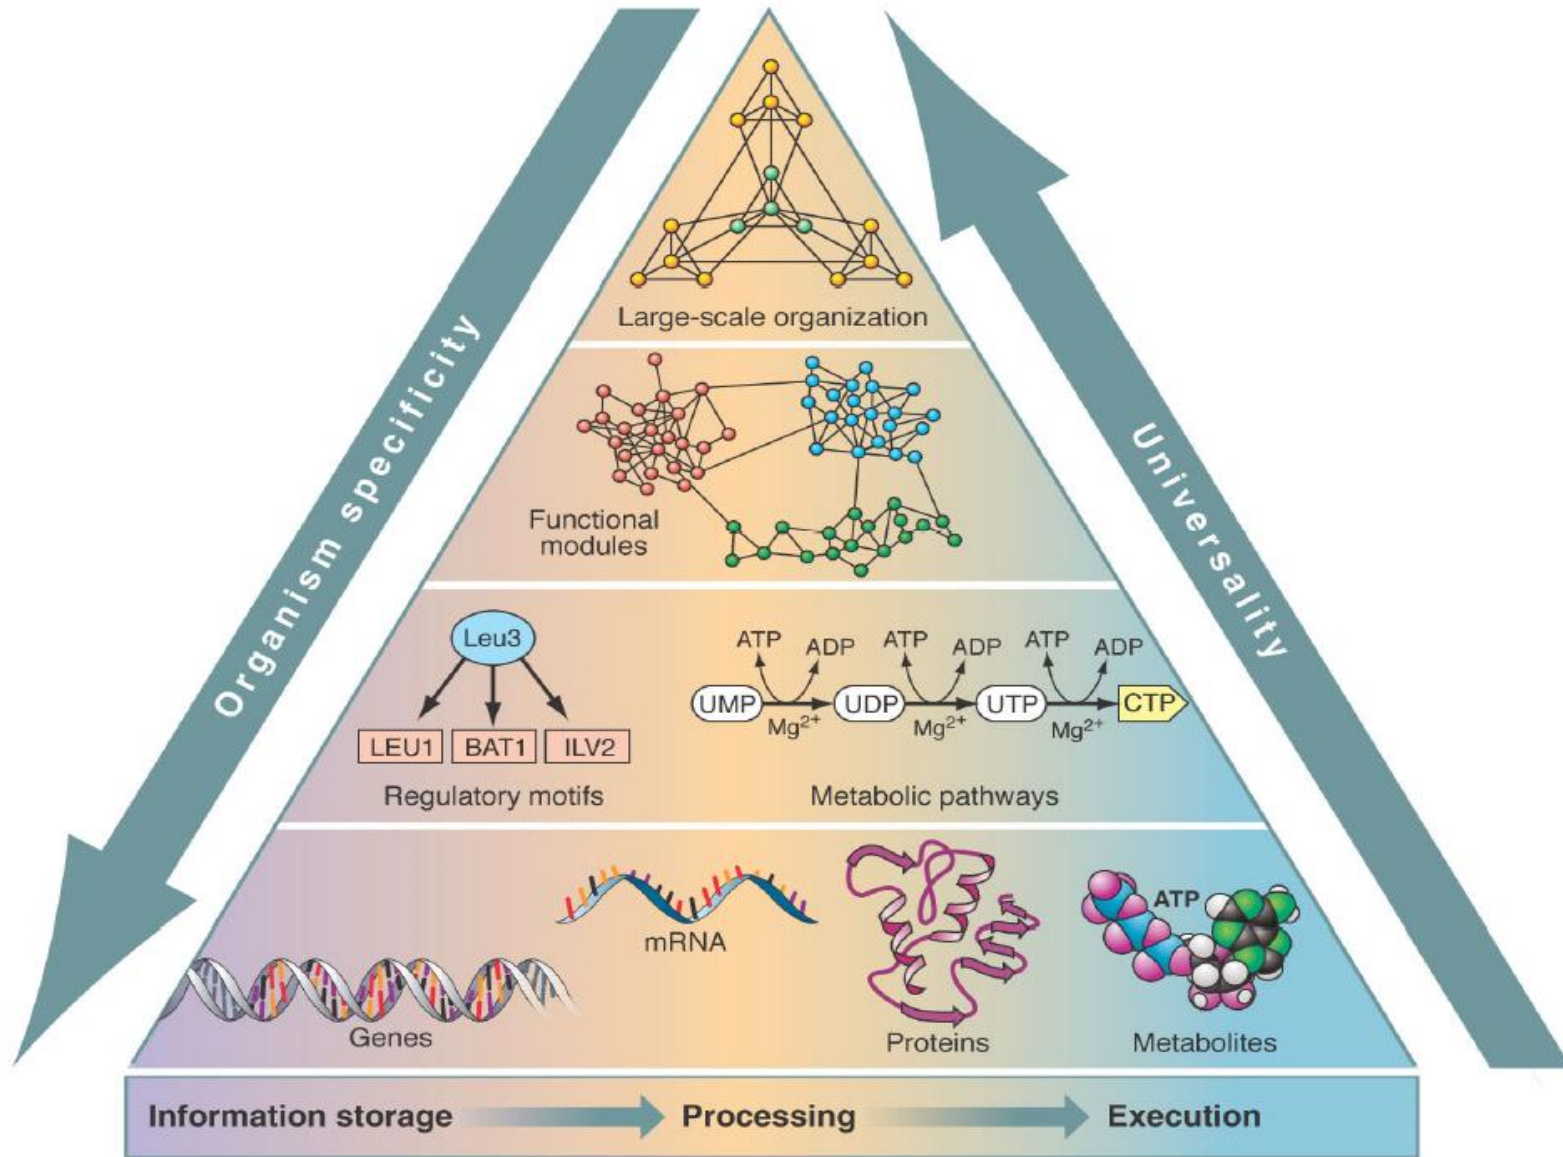 Organism specificity
Universality
Large-scale organization
Functional
modules
Leu3
LEU1 BAT1 ILV2
Regulatory motifs
ATP ADP ATP ADP ATP ADP
UMP UDP UTP CTP
Mg²⁺ Mg²⁺ Mg²⁺
Metabolic pathways
mRNA
Genes
Proteins
ATP
Metabolites
Information storage Processing Execution